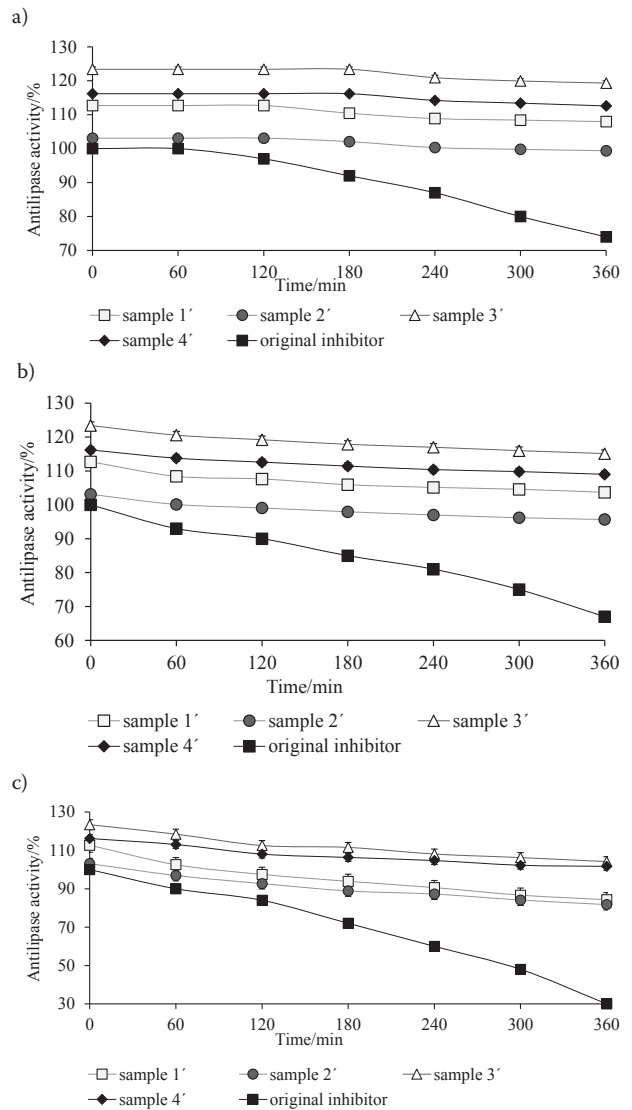 a)
130
120
110
100
90
80
70
Antilipase activity/%
0 60 120 180 240 300 360
Time/min
sample 1´ sample 2´ sample 3´
sample 4´ original inhibitor
b)
130
120
110
100
90
80
70
60
Antilipase activity/%
0 60 120 180 240 300 360
Time/min
sample 1´ sample 2´ sample 3´
sample 4´ original inhibitor
c)
130
110
90
70
50
30
Antilipase activity/%
0 60 120 180 240 300 360
Time/min
sample 1´ sample 2´ sample 3´
sample 4´ original inhibitor